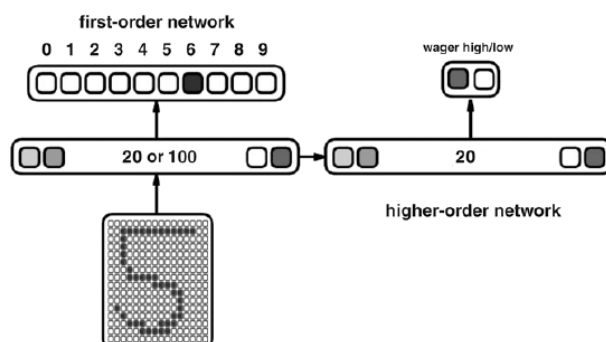 first-order network
0 1 2 3 4 5 6 7 8 9
wager high/low
20 or 100
20
higher-order network